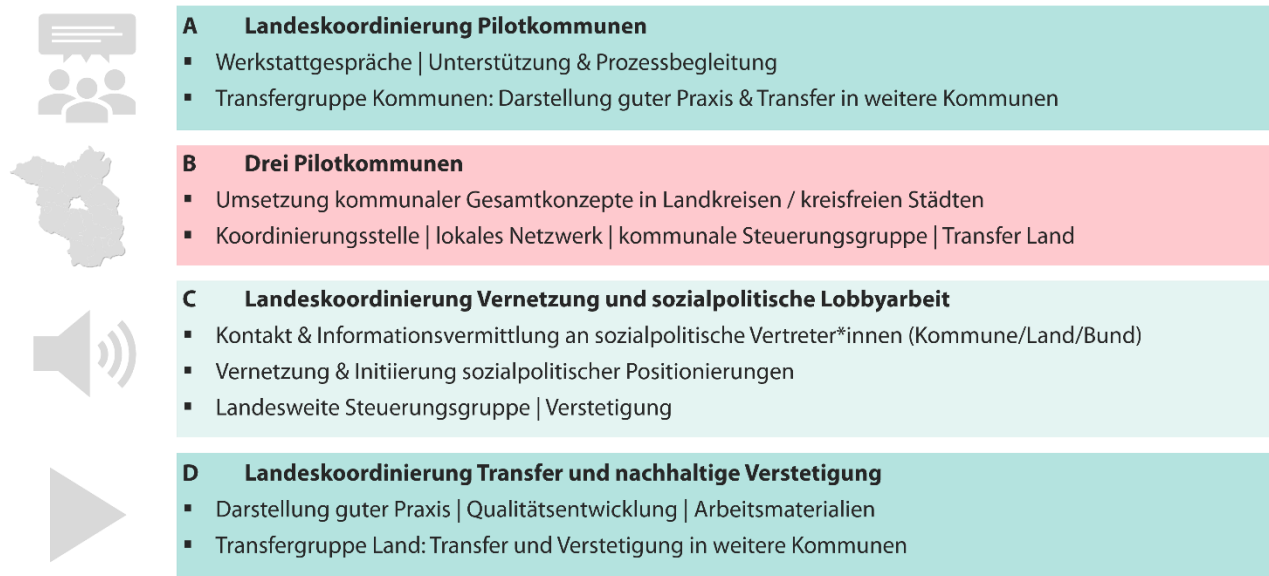 A Landeskoordinierung Pilotkommunen
▪ Werkstattgespräche | Unterstützung & Prozessbegleitung
▪ Transfergruppe Kommunen: Darstellung guter Praxis & Transfer in weitere Kommunen
B Drei Pilotkommunen
▪ Umsetzung kommunaler Gesamtkonzepte in Landkreisen / kreisfreien Städten
▪ Koordinierungsstelle | lokales Netzwerk | kommunale Steuerungsgruppe | Transfer Land
C Landeskoordinierung Vernetzung und sozialpolitische Lobbyarbeit
▪ Kontakt & Informationsvermittlung an sozialpolitische Vertreter*innen (Kommune/Land/Bund)
▪ Vernetzung & Initiierung sozialpolitischer Positionierungen
▪ Landesweite Steuerungsgruppe | Verstetigung
D Landeskoordinierung Transfer und nachhaltige Verstetigung
▪ Darstellung guter Praxis | Qualitätsentwicklung | Arbeitsmaterialien
▪ Transfergruppe Land: Transfer und Verstetigung in weitere Kommunen